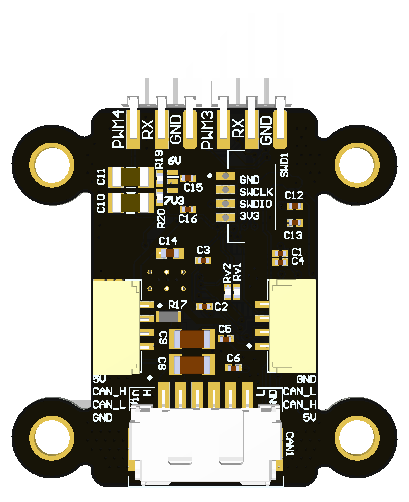 PWM4 RX GND PWM3 RX GND
R19
6V
SWD1
C11
C15
GND
SWCLK
C10
7V3
SWDIO
C12
R20
C16
3V3
C13
C14
C3
C1
C4
RV2
RV1
R17
C2
C9
C5
C8
C6
5V
GND
CAN_H
CAN_L
CAN_L
CAN_H
GND
5V
CAN1